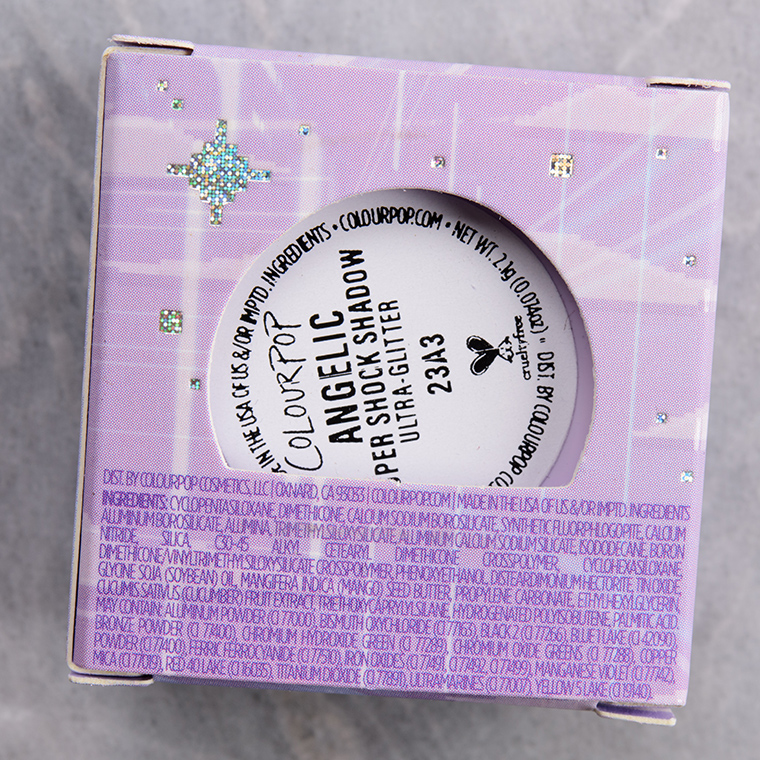 DE IN THE USA OF US &/OR IMPTD. INGREDIENTS • COLOURPOP.COM • NET WT. 2.1g (0.074OZ) DIST. BY COLOURPOP COS
COLOURPOP
ANGELIC
PER SHOCK SHADOW
ULTRA-GLITTER
23A3
crueltyfree
DIST. BY COLOURPOP COSMETICS, LLC | OXNARD, CA 93033 | COLOURPOP.COM | MADE IN THE USA OF US &/OR IMPTD. INGREDIENTS
INGREDIENTS: CYCLOPENTASILOXANE, DIMETHICONE, CALCIUM SODIUM BOROSILICATE, SYNTHETIC FLUORPHLOGOPITE, CALCIUM
ALUMINUM BOROSILICATE, ALUMINA, TRIMETHYLSILOXYSILICATE, ALUMINUM CALCIUM SODIUM SILICATE, ISODODECANE, BORON
NITRIDE, SILICA, C30-45 ALKYL CETEARYL DIMETHICONE CROSSPOLYMER, CYCLOHEXASILOXANE,
DIMETHICONE/VINYLTRIMETHYLSILOXYSILICATE CROSSPOLYMER, PHENOXYETHANOL, DISTEARDIMONIUM HECTORITE, TIN OXIDE,
GLYCINE SOJA (SOYBEAN) OIL, MANGIFERA INDICA (MANGO) SEED BUTTER, PROPYLENE CARBONATE, ETHYLHEXYLGLYCERIN,
CUCUMIS SATIVUS (CUCUMBER) FRUIT EXTRACT, TRIETHOXYCAPRYLYLSILANE, HYDROGENATED POLYISOBUTENE, PALMITIC ACID
MAY CONTAIN: ALUMINUM POWDER (CI 77000), BISMUTH OXYCHLORIDE (CI 77163), BLACK 2 (CI 77266), BLUE 1 LAKE (CI 42090),
BRONZE POWDER (CI 77400), CHROMIUM HYDROXIDE GREEN (CI 77289), CHROMIUM OXIDE GREENS (CI 77288), COPPER
POWDER (CI 77400), FERRIC FERROCYANIDE (CI 77510), IRON OXIDES (CI 77491, CI 77492, CI 77499), MANGANESE VIOLET (CI 77742),
MICA (CI 77019), RED 40 LAKE (CI 16035), TITANIUM DIOXIDE (CI 77891), ULTRAMARINES (CI 77007), YELLOW 5 LAKE (CI 19140).